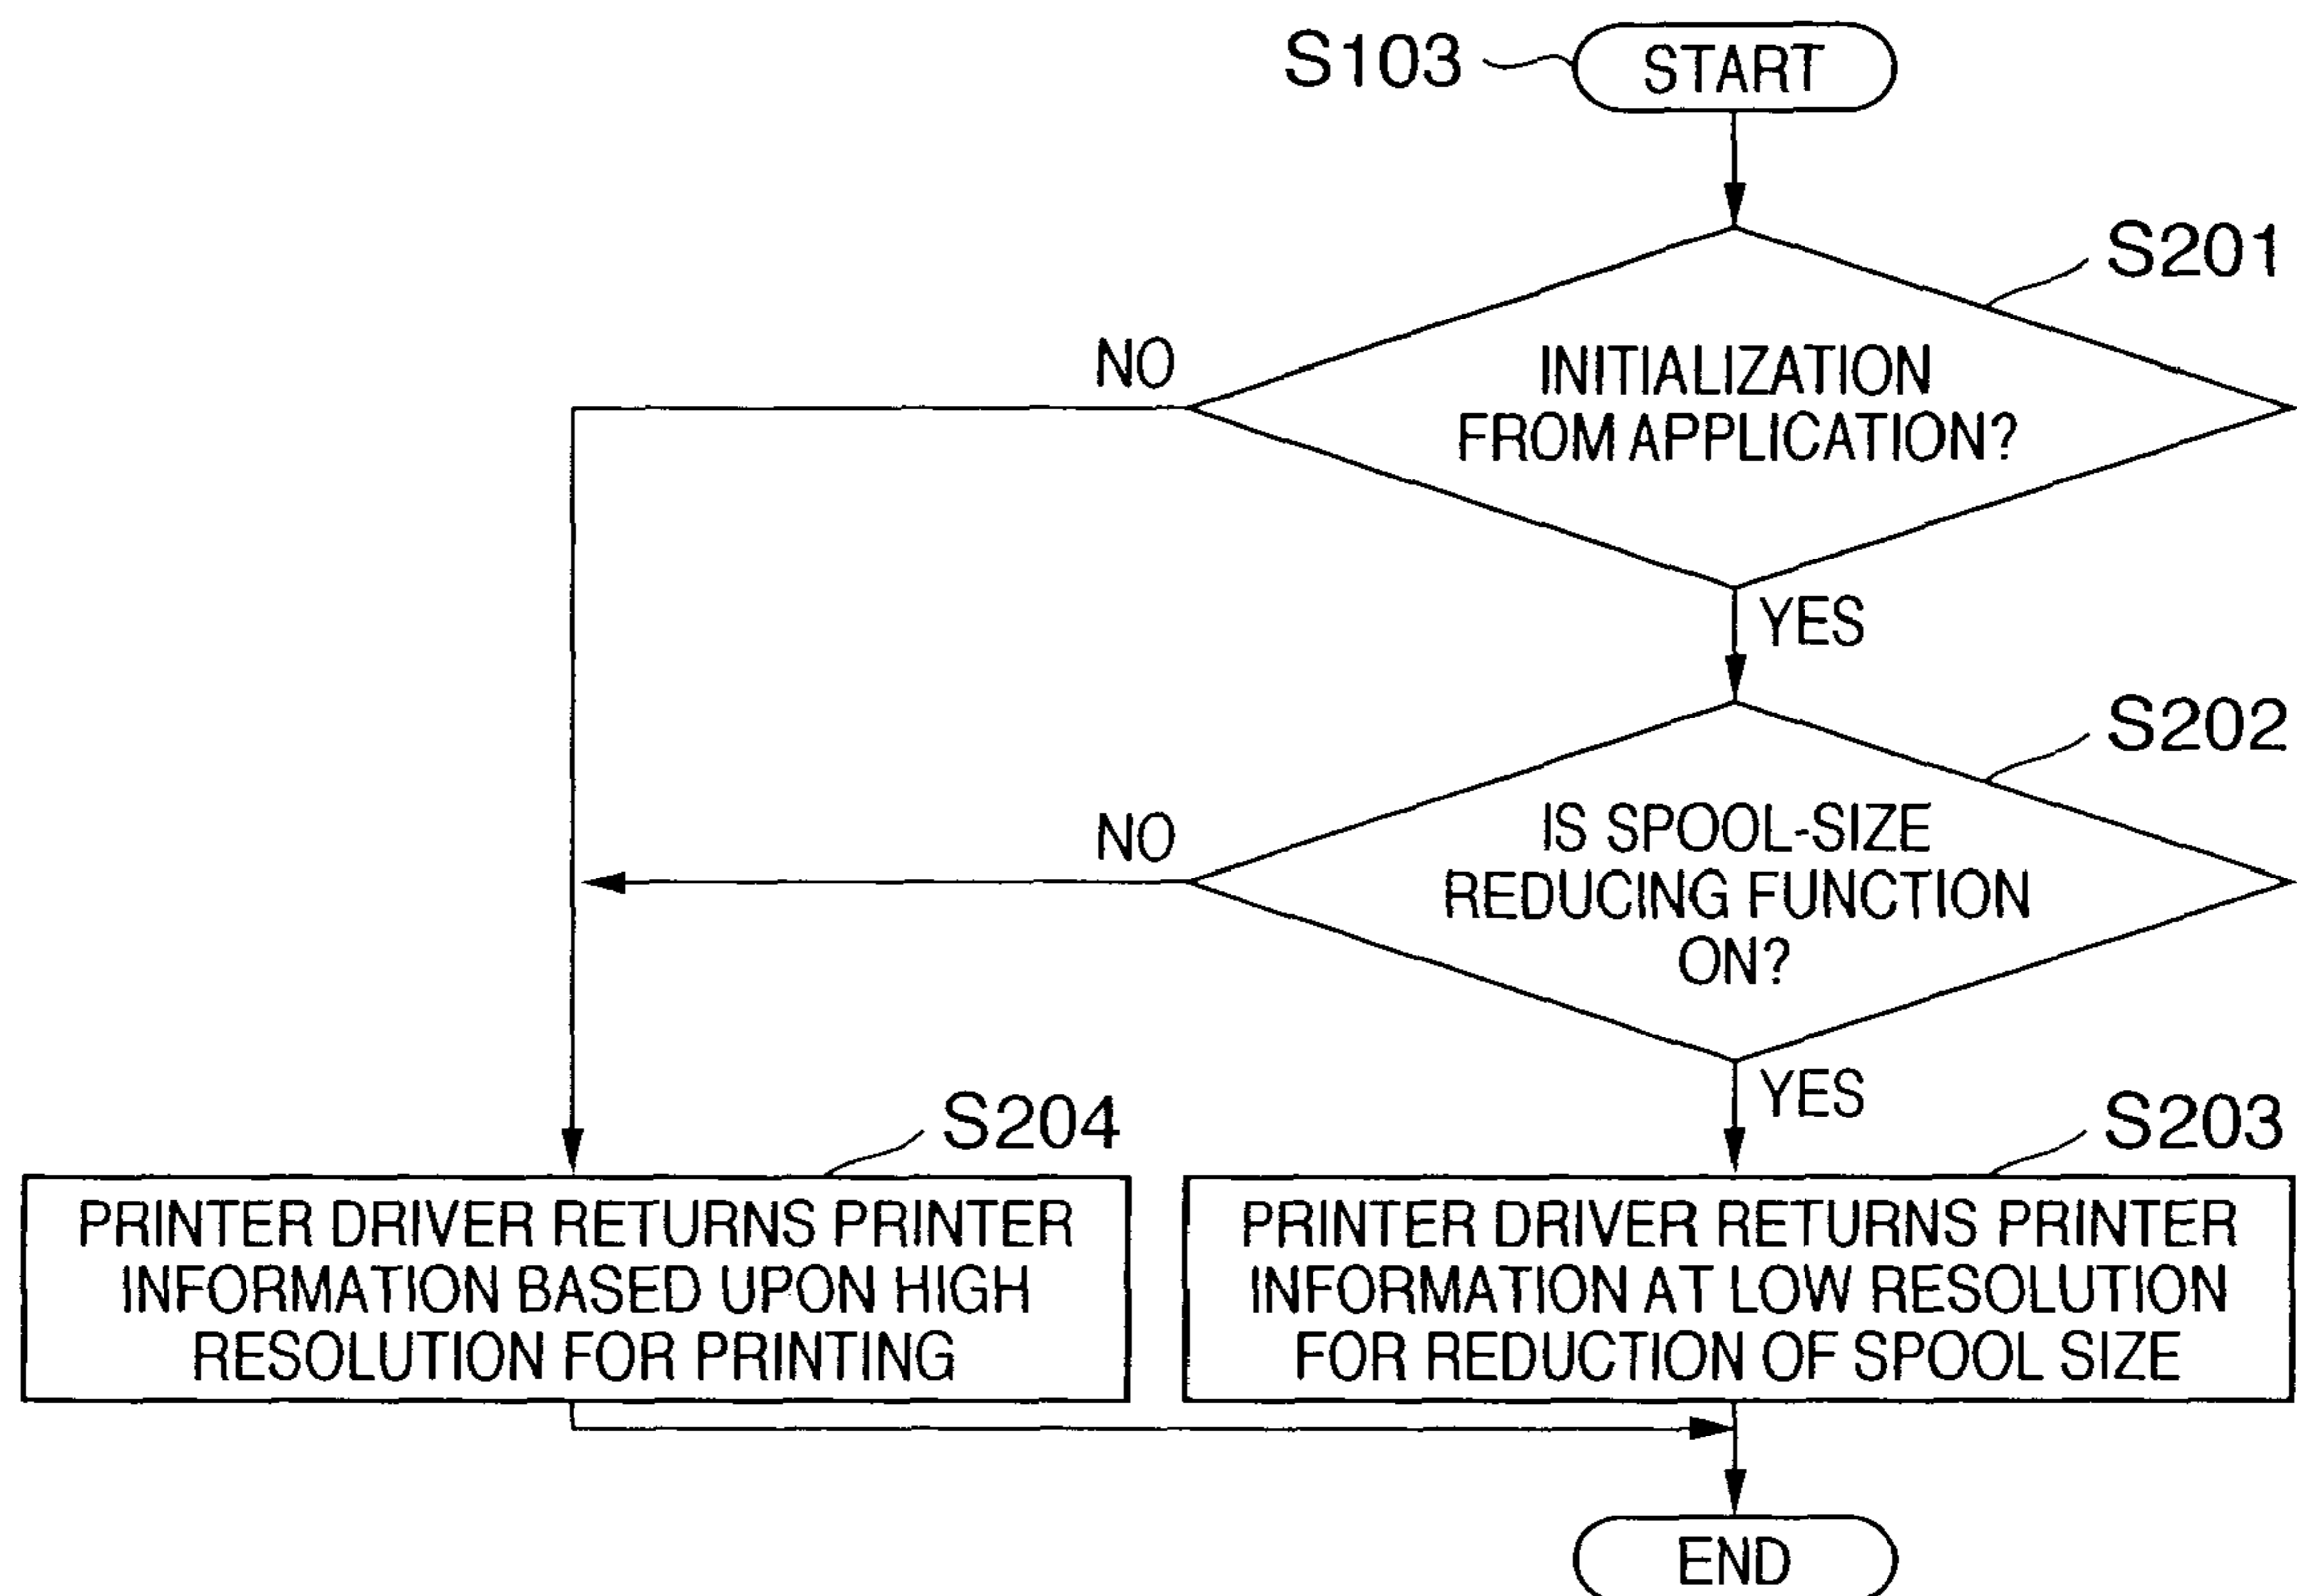 S103
START
S201
INITIALIZATION
FROM APPLICATION?
NO
YES
S202
IS SPOOL-SIZE
REDUCING FUNCTION
ON?
NO
YES
S204
PRINTER DRIVER RETURNS PRINTER
INFORMATION BASED UPON HIGH
RESOLUTION FOR PRINTING
S203
PRINTER DRIVER RETURNS PRINTER
INFORMATION AT LOW RESOLUTION
FOR REDUCTION OF SPOOL SIZE
END